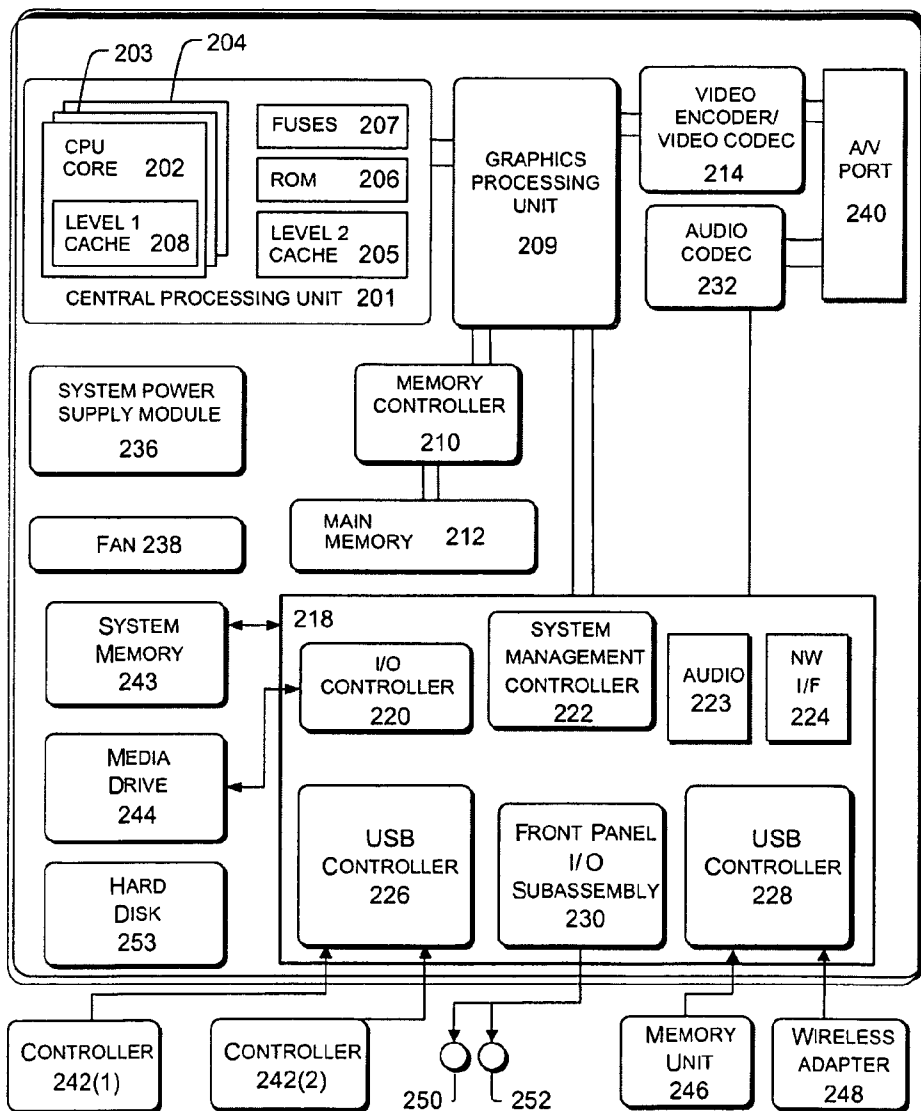 203
204
CPU
CORE 202
LEVEL 1
CACHE 208
FUSES 207
ROM 206
LEVEL 2
CACHE 205
CENTRAL PROCESSING UNIT 201
GRAPHICS
PROCESSING
UNIT
209
VIDEO
ENCODER/
VIDEO CODEC
214
A/V
PORT
240
AUDIO
CODEC
232
SYSTEM POWER
SUPPLY MODULE
236
MEMORY
CONTROLLER
210
MAIN
MEMORY 212
FAN 238
SYSTEM
MEMORY
243
218
I/O
CONTROLLER
220
SYSTEM
MANAGEMENT
CONTROLLER
222
AUDIO
223
NW
I/F
224
MEDIA
DRIVE
244
HARD
DISK
253
USB
CONTROLLER
226
FRONT PANEL
I/O
SUBASSEMBLY
230
USB
CONTROLLER
228
CONTROLLER
242(1)
CONTROLLER
242(2)
250
252
MEMORY
UNIT
246
WIRELESS
ADAPTER
248